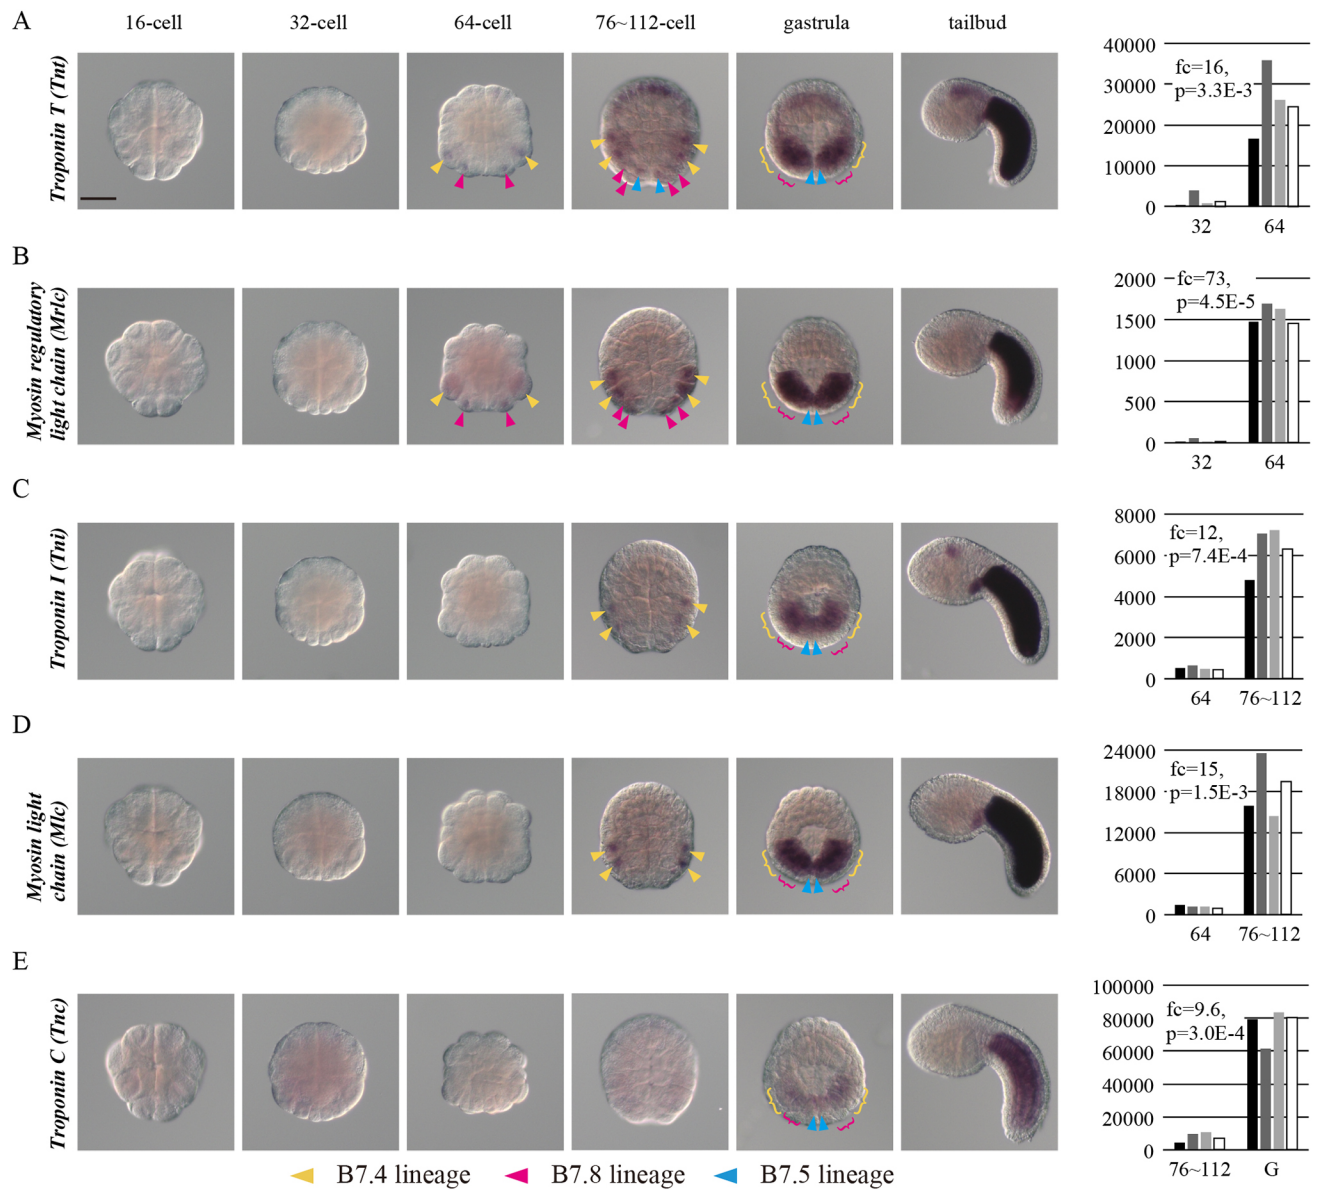 A
16-cell 32-cell 64-cell 76~112-cell gastrula tailbud
Troponin T (Tnt)
40000
30000
20000
10000
0
fc=16,
p=3.3E-3
32 64
B
Myosin regulatory
light chain (Mrlc)
2000
1500
1000
500
0
fc=73,
p=4.5E-5
32 64
C
Troponin I (Tni)
8000
6000
4000
2000
0
fc=12,
p=7.4E-4
64 76~112
D
Myosin light
chain (Mlc)
24000
18000
12000
6000
0
fc=15,
p=1.5E-3
64 76~112
E
Troponin C (Tnc)
100000
80000
60000
40000
20000
0
fc=9.6,
p=3.0E-4
76~112 G
B7.4 lineage B7.8 lineage B7.5 lineage